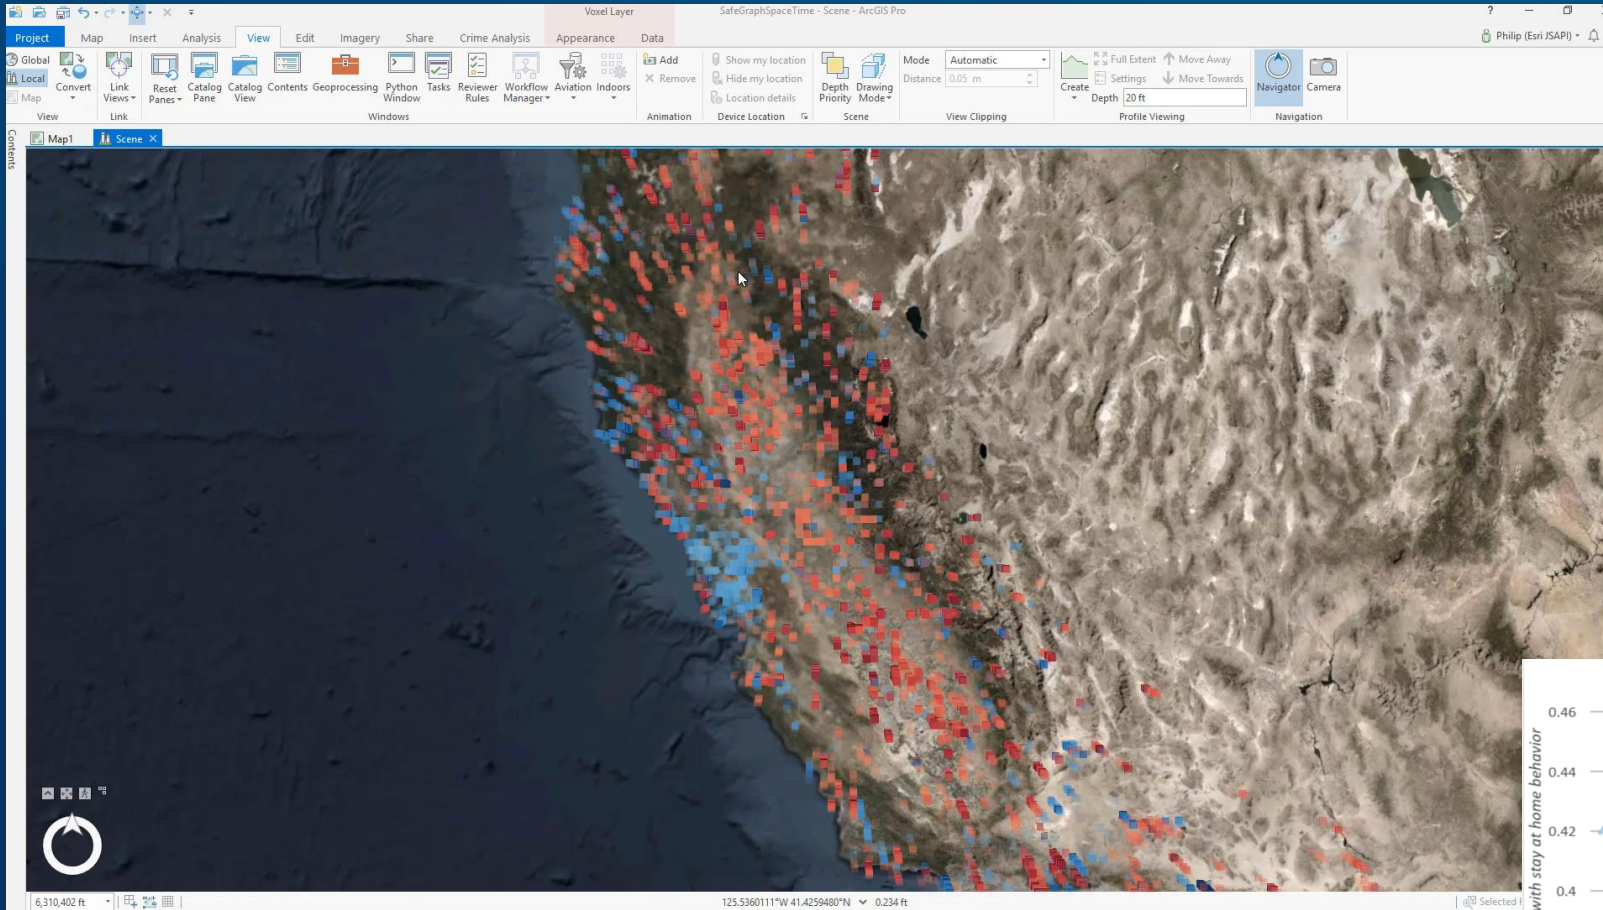 Voxel Layer
SafeGraphSpaceTime - Scene - ArcGIS Pro
?
Project Map Insert Analysis View Edit Imagery Share Crime Analysis Appearance Data
Philip (Esri JSAPI)
Global
Local
Map
Convert
View
Link Views
Link
Reset Panes
Catalog Pane
Catalog View
Contents
Geoprocessing
Python Window
Tasks
Reviewer Rules
Workflow Manager
Aviation
Indoors
Windows
Add
Remove
Animation
Show my location
Hide my location
Location details
Device Location
Depth Priority
Drawing Mode
Scene
Mode Automatic
Distance 0.05 m
View Clipping
Create
Full Extent Move Away
Settings Move Towards
Depth 20 ft
Profile Viewing
Navigator
Camera
Navigation
Contents
Map1
Scene
0.46
0.44
0.42
0.4
with stay at home behavior
6,310,402 ft
125.5360111°W 41.4259480°N
0.234 ft
Selected